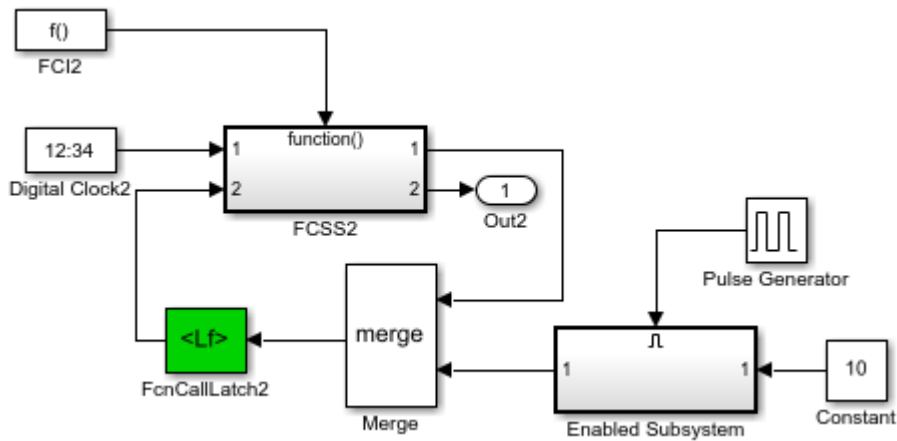 f()
FCI2
12:34
Digital Clock2
function()
1
2
1
2
FCSS2
1
Out2
Pulse Generator
<Lf>
FcnCallLatch2
merge
Merge
1
1
Enabled Subsystem
10
Constant